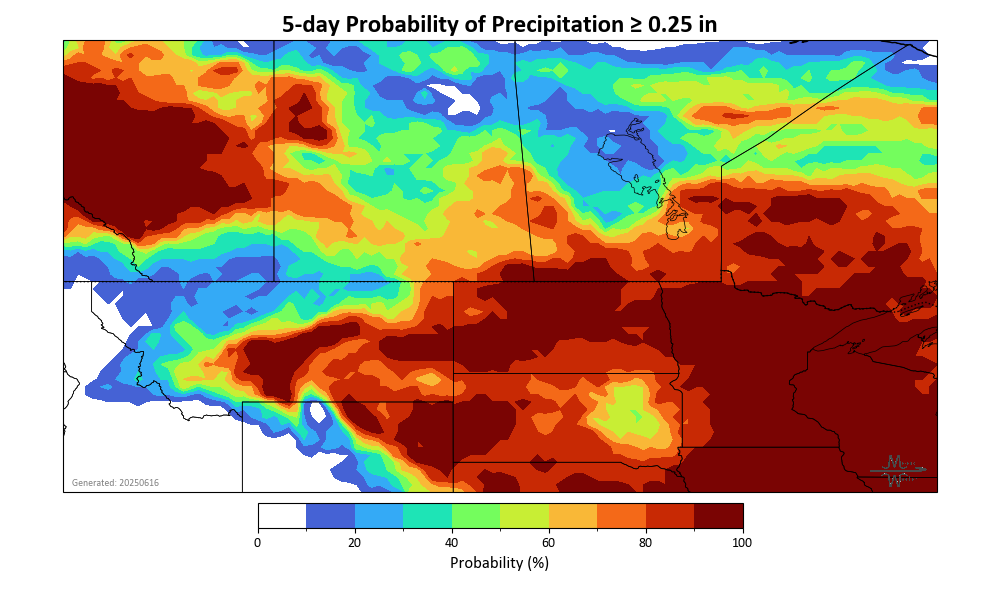 5-day Probability of Precipitation ≥ 0.25 in
Generated: 20250616
0 20 40 60 80 100
Probability (%)